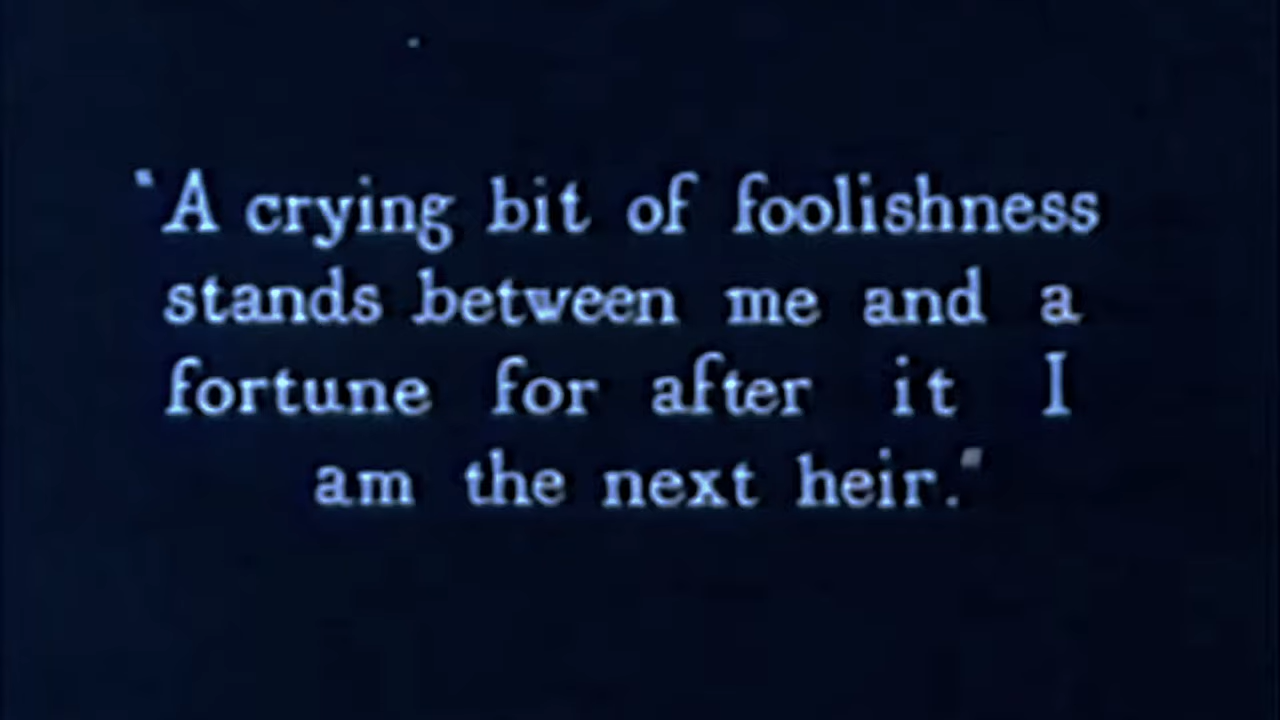 "A crying bit of foolishness
stands between me and a
fortune for after it I
am the next heir."